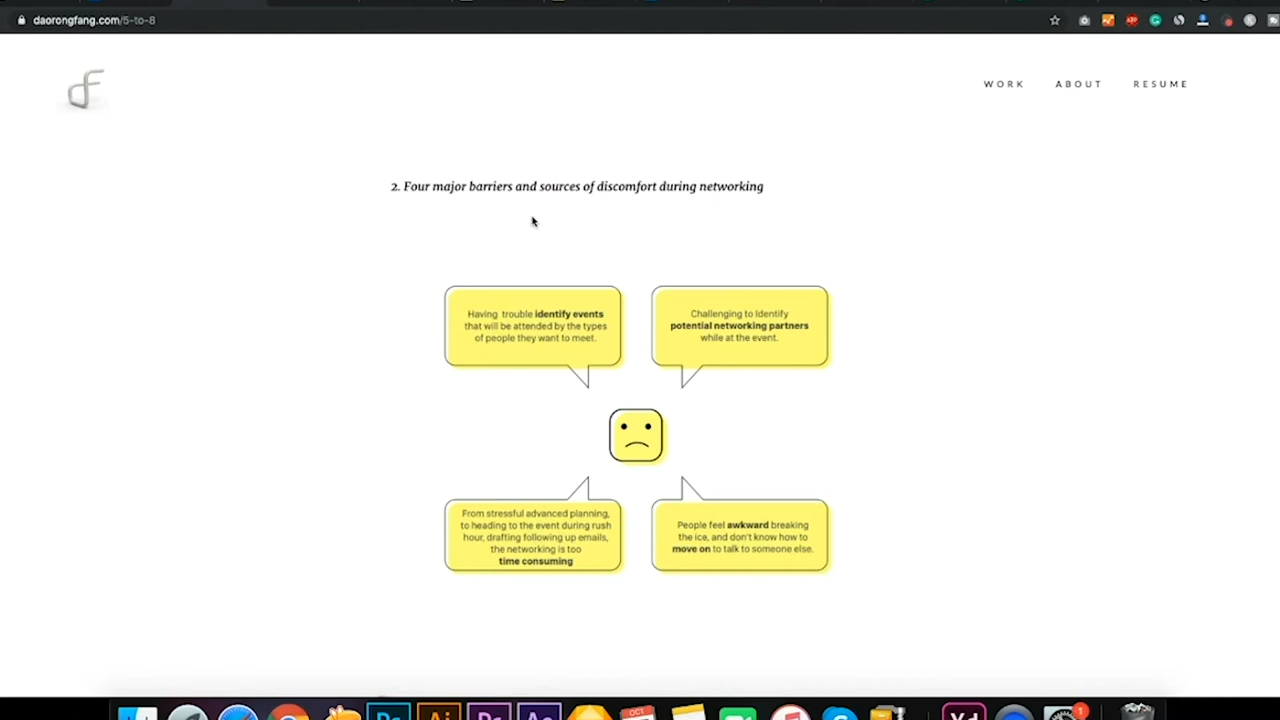 daorongfang.com/5-to-8
WORK ABOUT RESUME
2. Four major barriers and sources of discomfort during networking
Having trouble identify events
that will be attended by the types
of people they want to meet.
Challenging to Identify
potential networking partners
while at the event.
From stressful advanced planning,
to heading to the event during rush
hour, drafting following up emails,
the networking is too
time consuming
People feel awkward breaking
the ice, and don't know how to
move on to talk to someone else.
OCT
1